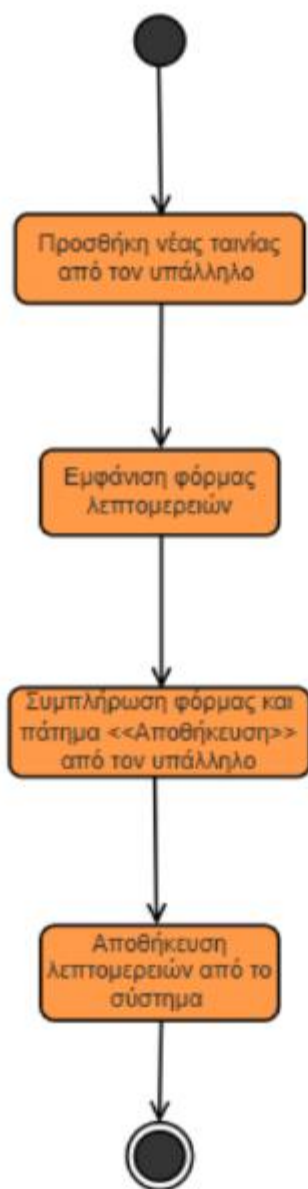 Προσθήκη νέας ταινίας
από τον υπάλληλο
Εμφάνιση φόρμας
λεπτομερειών
Συμπλήρωση φόρμας και
πάτημα <<Αποθήκευση>>
από τον υπάλληλο
Αποθήκευση
λεπτομερειών από το
σύστημα